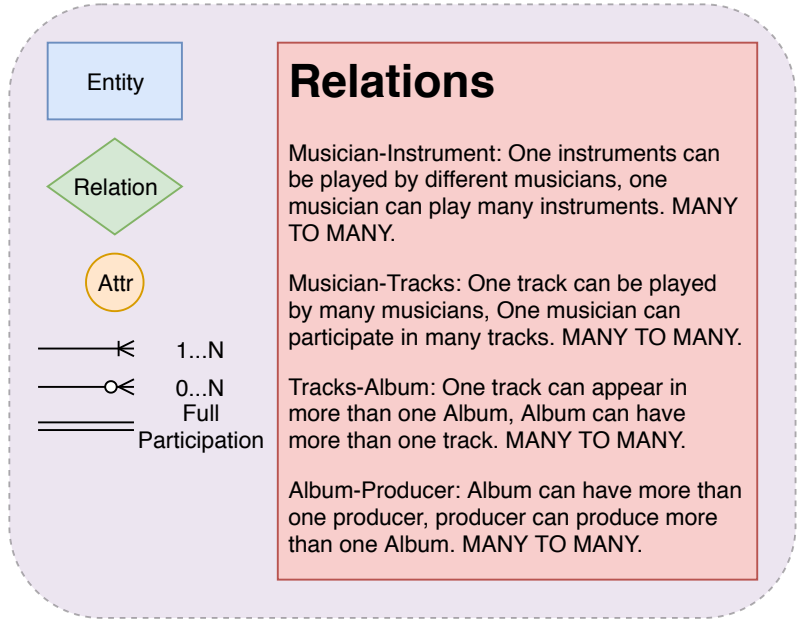 Entity
Relation
Attr
1...N
0...N
Full
Participation
Relations
Musician-Instrument: One instruments can
be played by different musicians, one
musician can play many instruments. MANY
TO MANY.
Musician-Tracks: One track can be played
by many musicians, One musician can
participate in many tracks. MANY TO MANY.
Tracks-Album: One track can appear in
more than one Album, Album can have
more than one track. MANY TO MANY.
Album-Producer: Album can have more than
one producer, producer can produce more
than one Album. MANY TO MANY.